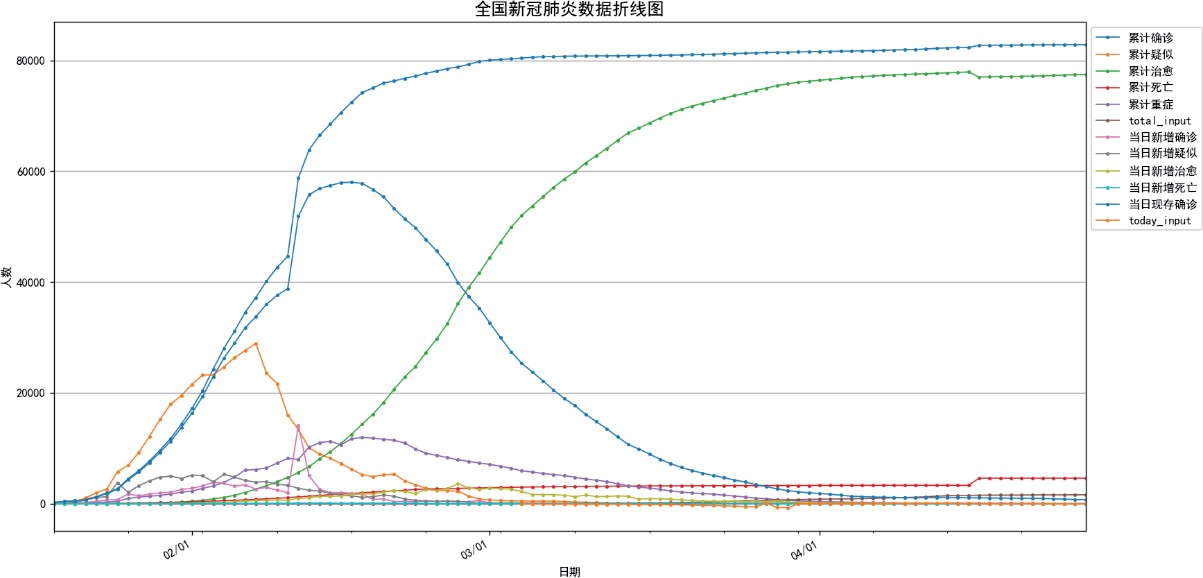 全国新冠肺炎数据折线图
80000
60000
40000
20000
0
人数
02/01
03/01
04/01
日期
累计确诊
累计疑似
累计治愈
累计死亡
累计重症
total_input
当日新增确诊
当日新增疑似
当日新增治愈
当日新增死亡
当日现存确诊
today_input